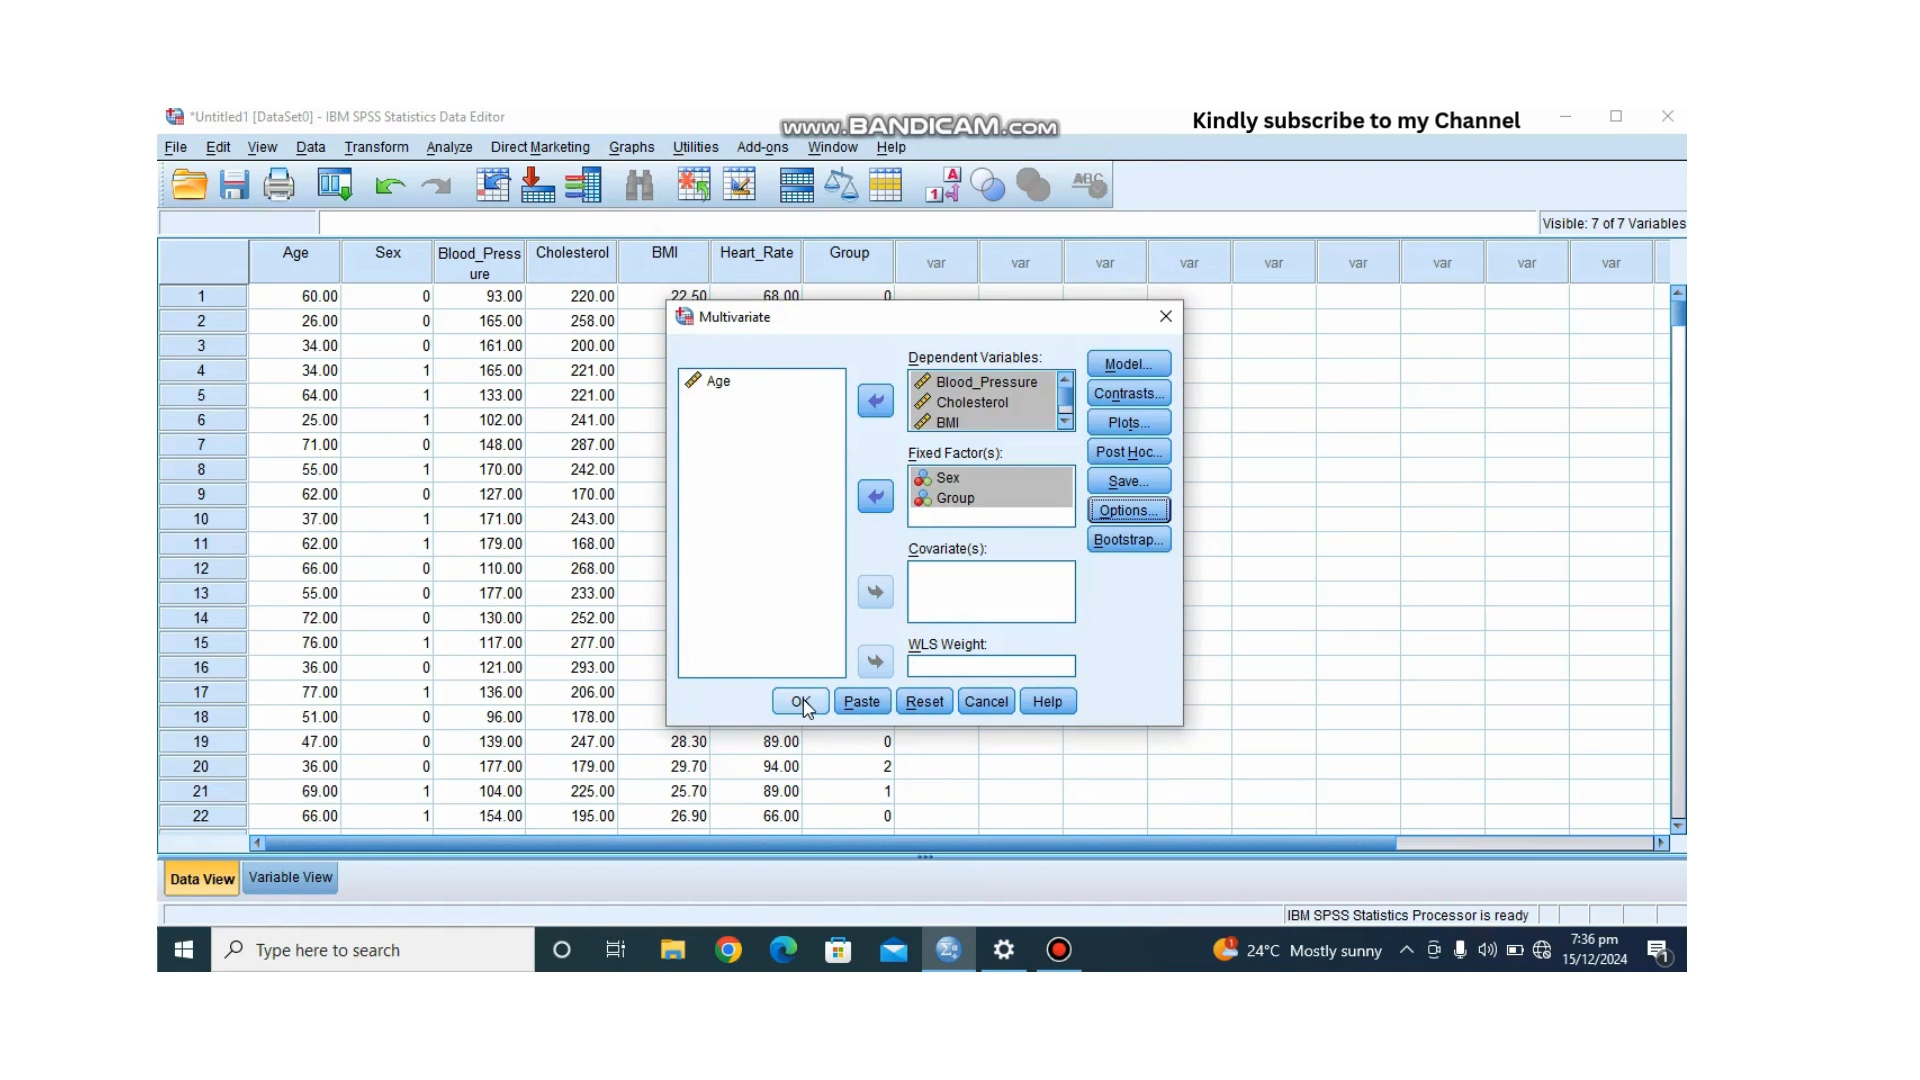 *Untitled1 [DataSet0] - IBM SPSS Statistics Data Editor
www.BANDICAM.com
Kindly subscribe to my Channel
File Edit View Data Transform Analyze Direct Marketing Graphs Utilities Add-ons Window Help
Visible: 7 of 7 Variables
Age Sex Blood_Pressure Cholesterol BMI Heart_Rate Group var var var var var var var var var
1 60.00 0 93.00 220.00 22.50 68.00 0
2 26.00 0 165.00 258.00
3 34.00 0 161.00 200.00
4 34.00 1 165.00 221.00
5 64.00 1 133.00 221.00
6 25.00 1 102.00 241.00
7 71.00 0 148.00 287.00
8 55.00 1 170.00 242.00
9 62.00 0 127.00 170.00
10 37.00 1 171.00 243.00
11 62.00 1 179.00 168.00
12 66.00 0 110.00 268.00
13 55.00 0 177.00 233.00
14 72.00 0 130.00 252.00
15 76.00 1 117.00 277.00
16 36.00 0 121.00 293.00
17 77.00 1 136.00 206.00
18 51.00 0 96.00 178.00
19 47.00 0 139.00 247.00 28.30 89.00 0
20 36.00 0 177.00 179.00 29.70 94.00 2
21 69.00 1 104.00 225.00 25.70 89.00 1
22 66.00 1 154.00 195.00 26.90 66.00 0
Multivariate
Age
Dependent Variables:
Blood_Pressure
Cholesterol
BMI
Fixed Factor(s):
Sex
Group
Covariate(s):
WLS Weight:
Model...
Contrasts...
Plots...
Post Hoc...
Save...
Options...
Bootstrap...
OK Paste Reset Cancel Help
Data View Variable View
IBM SPSS Statistics Processor is ready
Type here to search
24°C Mostly sunny
7:36 pm
15/12/2024
1